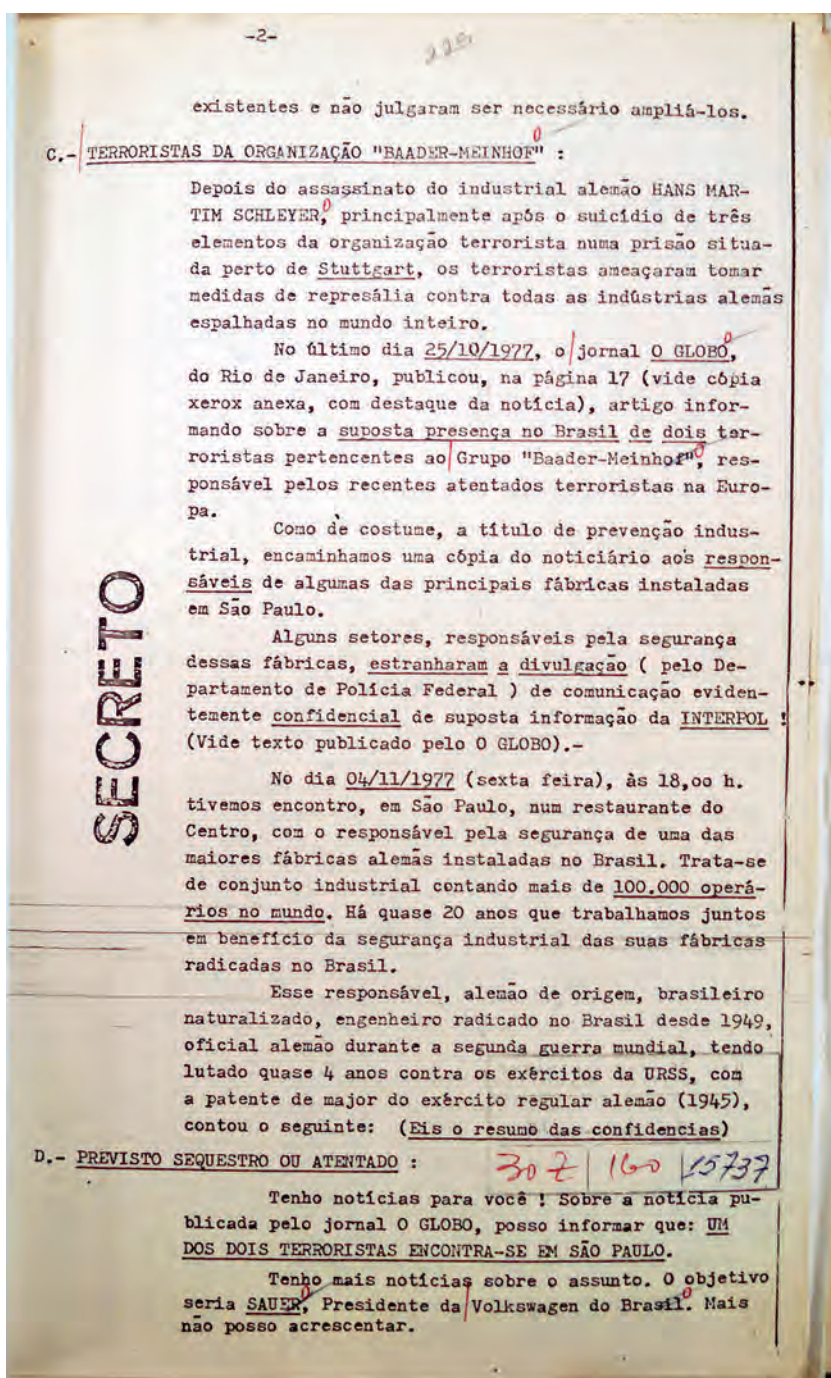 -2-
existentes e não julgaram ser necessário ampliá-los.
C.- TERRORISTAS DA ORGANIZAÇÃO "BAADER-MEINHOF" :
Depois do assassinato do industrial alemão HANS MAR-
TIM SCHLEYER, principalmente após o suicídio de três
elementos da organização terrorista numa prisão situa-
da perto de Stuttgart, os terroristas ameaçaram tomar
medidas de represália contra todas as indústrias alemãs
espalhadas no mundo inteiro.
No último dia 25/10/1977, o jornal O GLOBO,
do Rio de Janeiro, publicou, na página 17 (vide cópia
xerox anexa, com destaque da notícia), artigo infor-
mando sobre a suposta presença no Brasil de dois ter-
roristas pertencentes ao Grupo "Baader-Meinhof", res-
ponsável pelos recentes atentados terroristas na Euro-
pa.
Como de costume, a título de prevenção indus-
trial, encaminhamos uma cópia do noticiário aos respon-
sáveis de algumas das principais fábricas instaladas
em São Paulo.
Alguns setores, responsáveis pela segurança
dessas fábricas, estranharam a divulgação ( pelo De-
partamento de Polícia Federal ) de comunicação eviden-
temente confidencial de suposta informação da INTERPOL !
(Vide texto publicado pelo O GLOBO).-
SECRETO
No dia 04/11/1977 (sexta feira), às 18,oo h.
tivemos encontro, em São Paulo, num restaurante do
Centro, com o responsável pela segurança de uma das
maiores fábricas alemãs instaladas no Brasil. Trata-se
de conjunto industrial contando mais de 100.000 operá-
rios no mundo. Há quase 20 anos que trabalhamos juntos
em benefício da segurança industrial das suas fábricas
radicadas no Brasil.
Esse responsável, alemão de origem, brasileiro
naturalizado, engenheiro radicado no Brasil desde 1949,
oficial alemão durante a segunda guerra mundial, tendo
lutado quase 4 anos contra os exércitos da URSS, com
a patente de major do exército regular alemão (1945),
contou o seguinte: (Eis o resumo das confidencias)
D.- PREVISTO SEQUESTRO OU ATENTADO :
307 | 160 | 15737
Tenho notícias para você ! Sobre a notícia pu-
blicada pelo jornal O GLOBO, posso informar que: UM
DOS DOIS TERRORISTAS ENCONTRA-SE EM SÃO PAULO.
Tenho mais notícias sobre o assunto. O objetivo
seria SAUER, Presidente da Volkswagen do Brasil. Mais
não posso acrescentar.